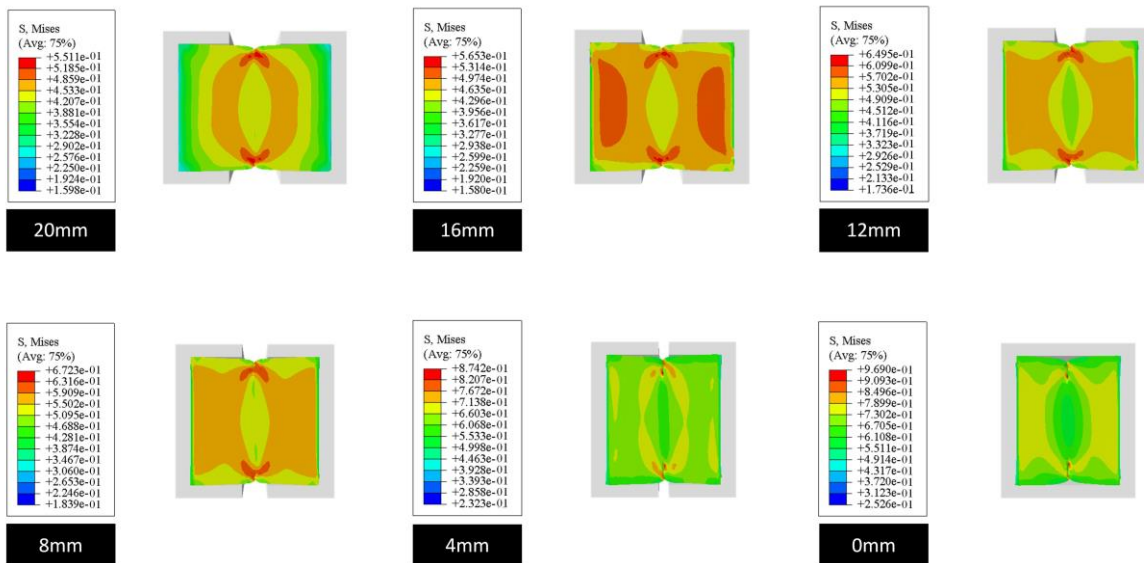 S, Mises
(Avg: 75%)
+5.511e-01
+5.185e-01
+4.859e-01
+4.533e-01
+4.207e-01
+3.881e-01
+3.554e-01
+3.228e-01
+2.902e-01
+2.576e-01
+2.250e-01
+1.924e-01
+1.598e-01
20mm
S, Mises
(Avg: 75%)
+5.653e-01
+5.314e-01
+4.974e-01
+4.635e-01
+4.296e-01
+3.956e-01
+3.617e-01
+3.277e-01
+2.938e-01
+2.599e-01
+2.259e-01
+1.920e-01
+1.580e-01
16mm
S, Mises
(Avg: 75%)
+6.495e-01
+6.099e-01
+5.702e-01
+5.305e-01
+4.909e-01
+4.512e-01
+4.116e-01
+3.719e-01
+3.323e-01
+2.926e-01
+2.529e-01
+2.133e-01
+1.736e-01
12mm
S, Mises
(Avg: 75%)
+6.723e-01
+6.316e-01
+5.909e-01
+5.502e-01
+5.095e-01
+4.688e-01
+4.281e-01
+3.874e-01
+3.467e-01
+3.060e-01
+2.653e-01
+2.246e-01
+1.839e-01
8mm
S, Mises
(Avg: 75%)
+8.742e-01
+8.207e-01
+7.672e-01
+7.138e-01
+6.603e-01
+6.068e-01
+5.533e-01
+4.998e-01
+4.463e-01
+3.928e-01
+3.393e-01
+2.858e-01
+2.323e-01
4mm
S, Mises
(Avg: 75%)
+9.690e-01
+9.093e-01
+8.496e-01
+7.899e-01
+7.302e-01
+6.705e-01
+6.108e-01
+5.511e-01
+4.914e-01
+4.317e-01
+3.720e-01
+3.123e-01
+2.526e-01
0mm